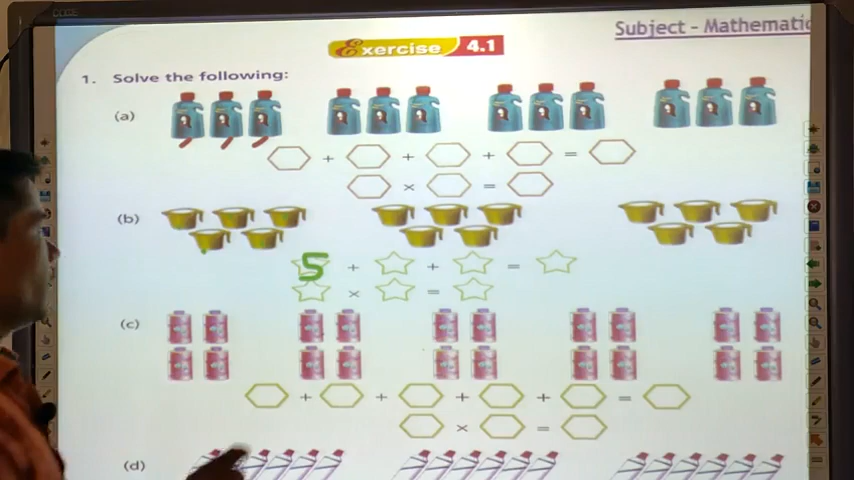 Subject - Mathematic
Exercise 4.1
1. Solve the following:
(a)
+ + + =
× =
(b)
5 + + =
× =
(c)
+ + + + =
× =
(d)